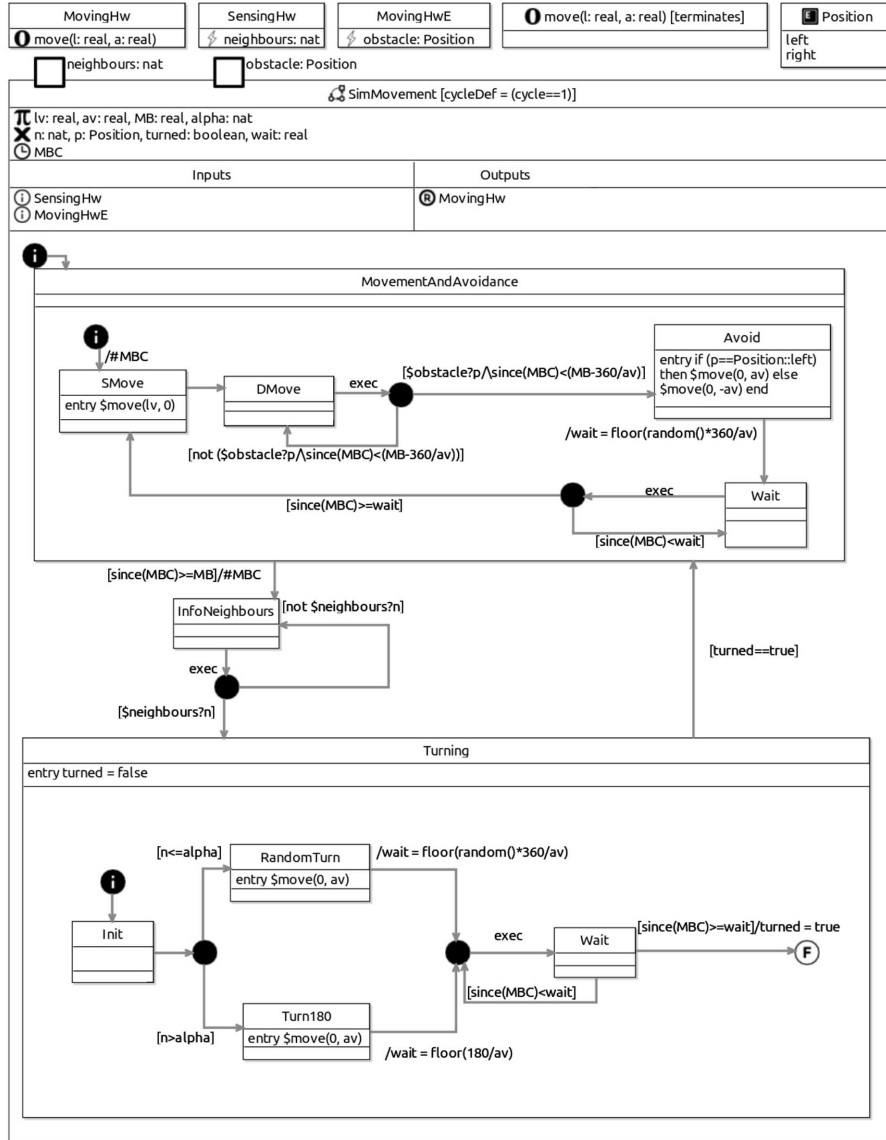 MovingHw
O move(l: real, a: real)
SensingHw
neighbours: nat
MovingHwE
obstacle: Position
O move(l: real, a: real) [terminates]
E Position
left
right
neighbours: nat
obstacle: Position
SimMovement [cycleDef = (cycle==1)]
π lv: real, av: real, MB: real, alpha: nat
X n: nat, p: Position, turned: boolean, wait: real
MBC
Inputs
Outputs
i SensingHw
i MovingHwE
R MovingHw
i
MovementAndAvoidance
i
/#MBC
SMove
entry $move(lv, 0)
DMove
exec
[$obstacle?p/\since(MBC)<(MB-360/av)]
[not ($obstacle?p/\since(MBC)<(MB-360/av))]
Avoid
entry if (p==Position::left)
then $move(0, av) else
$move(0, -av) end
/wait = floor(random()*360/av)
Wait
exec
[since(MBC)>=wait]
[since(MBC)<wait]
[since(MBC)>=MB]/#MBC
InfoNeighbours
[not $neighbours?n]
exec
[$neighbours?n]
[turned==true]
Turning
entry turned = false
i
Init
[n<=alpha]
RandomTurn
entry $move(0, av)
/wait = floor(random()*360/av)
exec
Wait
[since(MBC)>=wait]/turned = true
F
[since(MBC)<wait]
[n>alpha]
Turn180
entry $move(0, av)
/wait = floor(180/av)